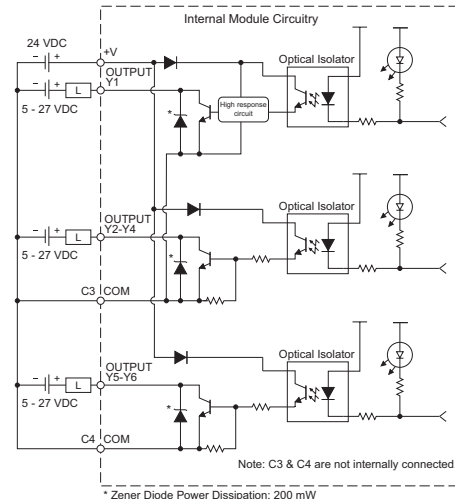 Internal Module Circuitry
24 VDC
− +
+V
Optical Isolator
OUTPUT
Y1
− +
L
5 - 27 VDC
*
High response
circuit
OUTPUT
Y2-Y4
Optical Isolator
− +
L
5 - 27 VDC
*
C3
COM
OUTPUT
Y5-Y6
Optical Isolator
− +
L
5 - 27 VDC
*
C4
COM
Note: C3 & C4 are not internally connected.
* Zener Diode Power Dissipation: 200 mW